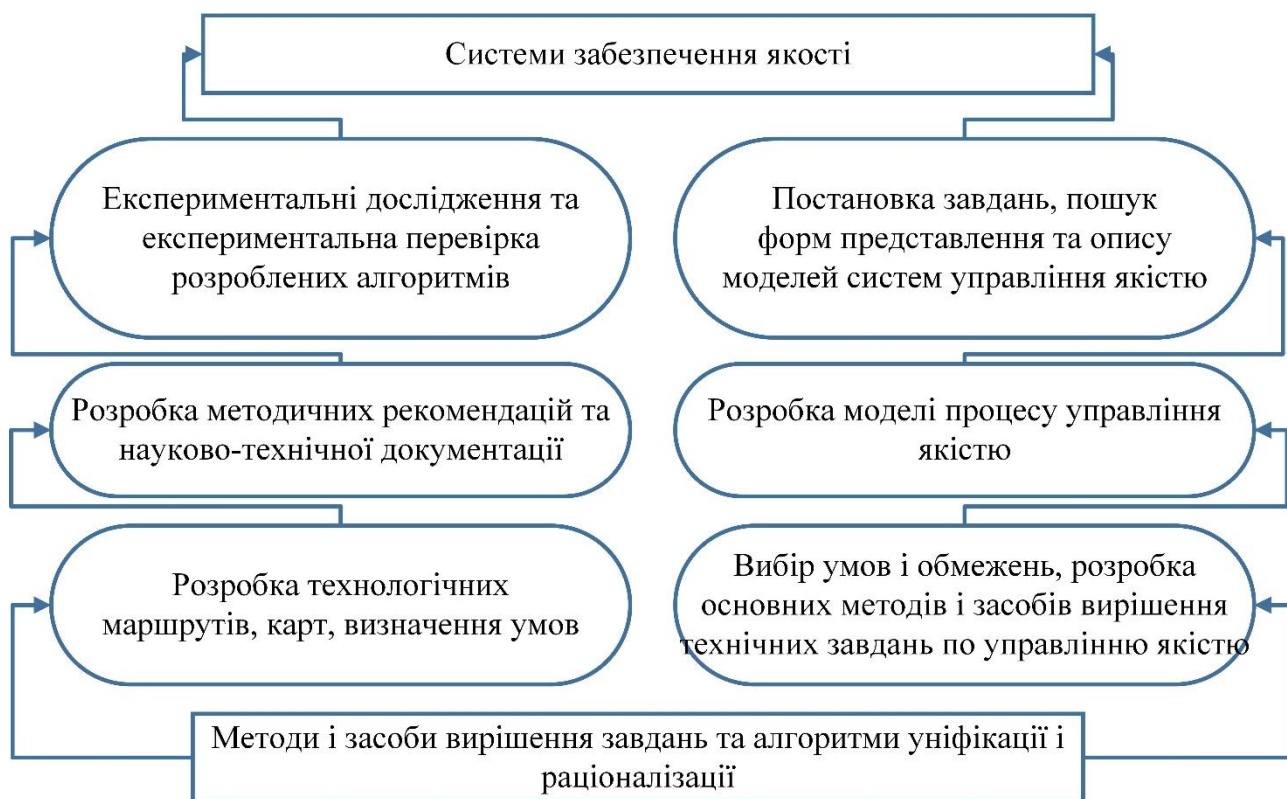 Системи забезпечення якості
Експериментальні дослідження та
експериментальна перевірка
розроблених алгоритмів
Постановка завдань, пошук
форм представлення та опису
моделей систем управління якістю
Розробка методичних рекомендацій та
науково-технічної документації
Розробка моделі процесу управління
якістю
Розробка технологічних
маршрутів, карт, визначення умов
Вибір умов і обмежень, розробка
основних методів і засобів вирішення
технічних завдань по управлінню якістю
Методи і засоби вирішення завдань та алгоритми уніфікації і
раціоналізації